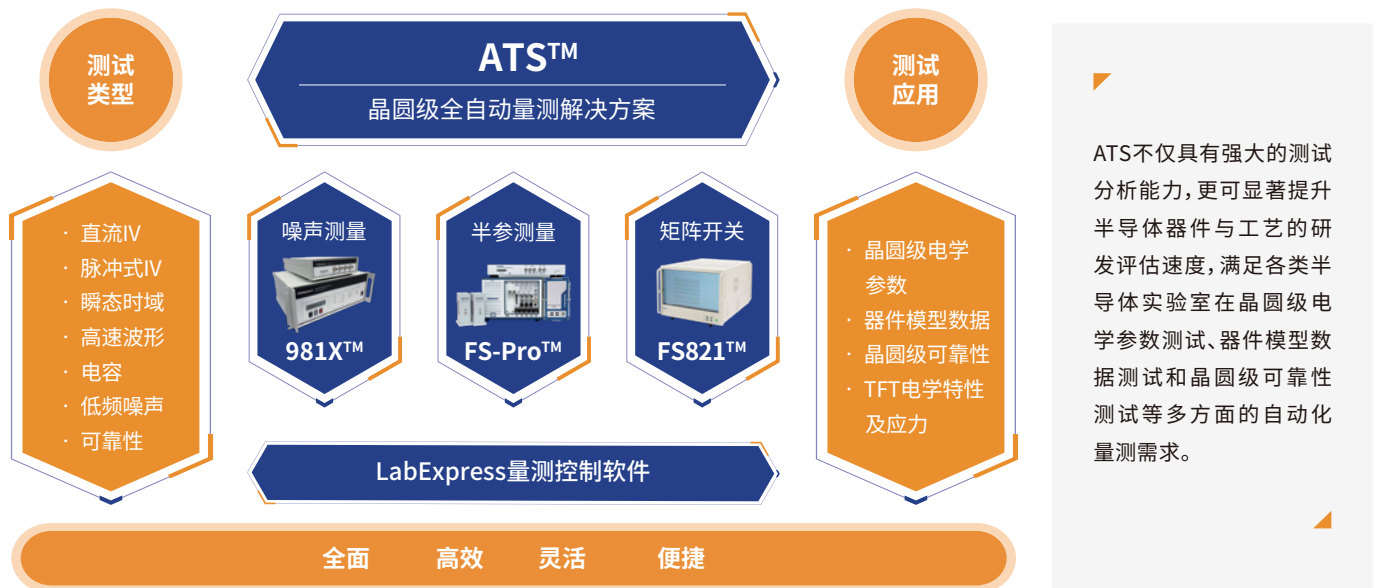 测试
类型
ATS™
晶圆级全自动量测解决方案
测试
应用
· 直流IV
· 脉冲式IV
· 瞬态时域
· 高速波形
· 电容
· 低频噪声
· 可靠性
噪声测量
981X™
半参测量
FS-Pro™
矩阵开关
FS821™
· 晶圆级电学
参数
· 器件模型数据
· 晶圆级可靠性
· TFT电学特性
及应力
LabExpress量测控制软件
全面 高效 灵活 便捷
ATS不仅具有强大的测试
分析能力,更可显著提升
半导体器件与工艺的研
发评估速度,满足各类半
导体实验室在晶圆级电
学参数测试、器件模型数
据测试和晶圆级可靠性
测试等多方面的自动化
量测需求。